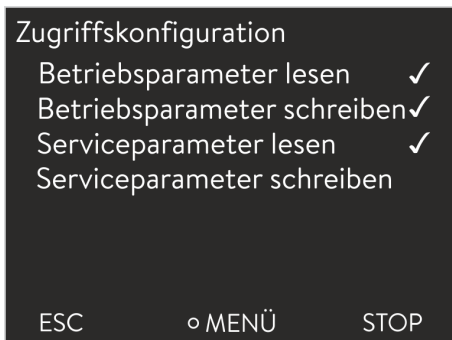 Zugriffskonfiguration
Betriebsparameter lesen ✓
Betriebsparameter schreiben ✓
Serviceparameter lesen ✓
Serviceparameter schreiben
ESC ○ MENÜ STOP